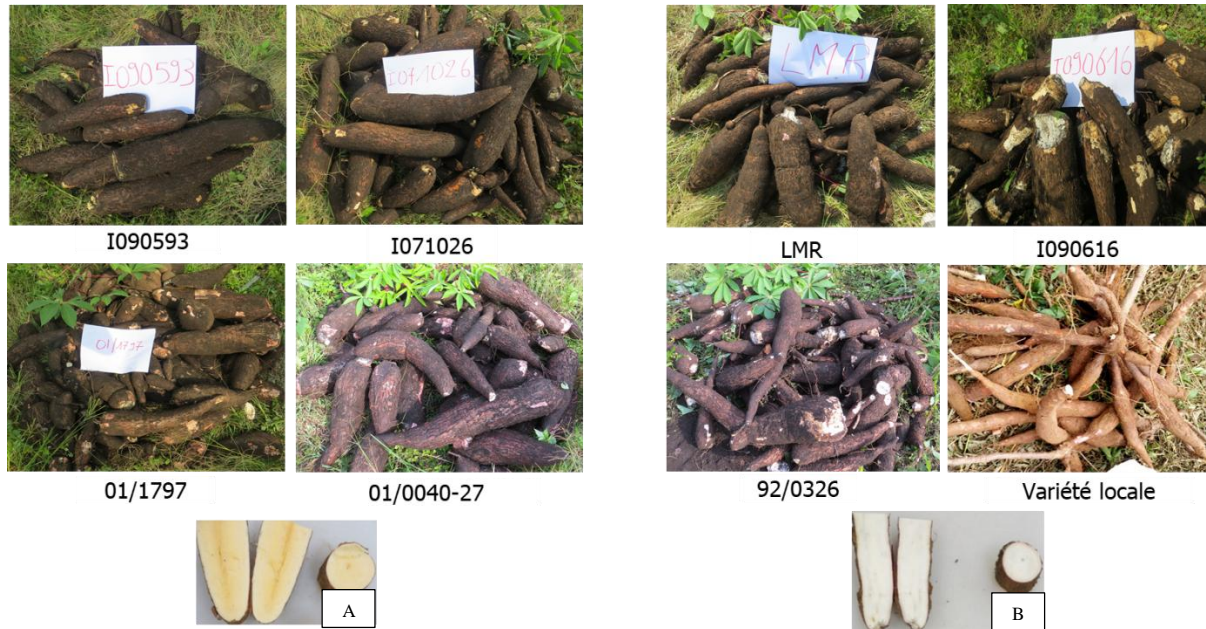 I090593
I071026
LMR
I090616
I090593
I071026
LMR
I090616
01/1797
01/1797
01/0040-27
92/0326
Variété locale
A
B